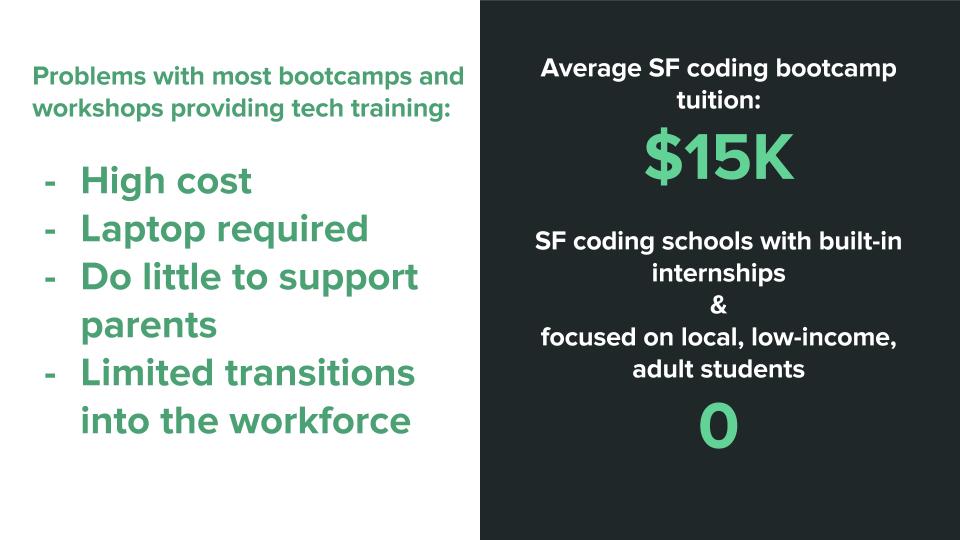 Problems with most bootcamps and
workshops providing tech training:
- High cost
- Laptop required
- Do little to support
parents
- Limited transitions
into the workforce
Average SF coding bootcamp
tuition:
$15K
SF coding schools with built-in
internships
&
focused on local, low-income,
adult students
0